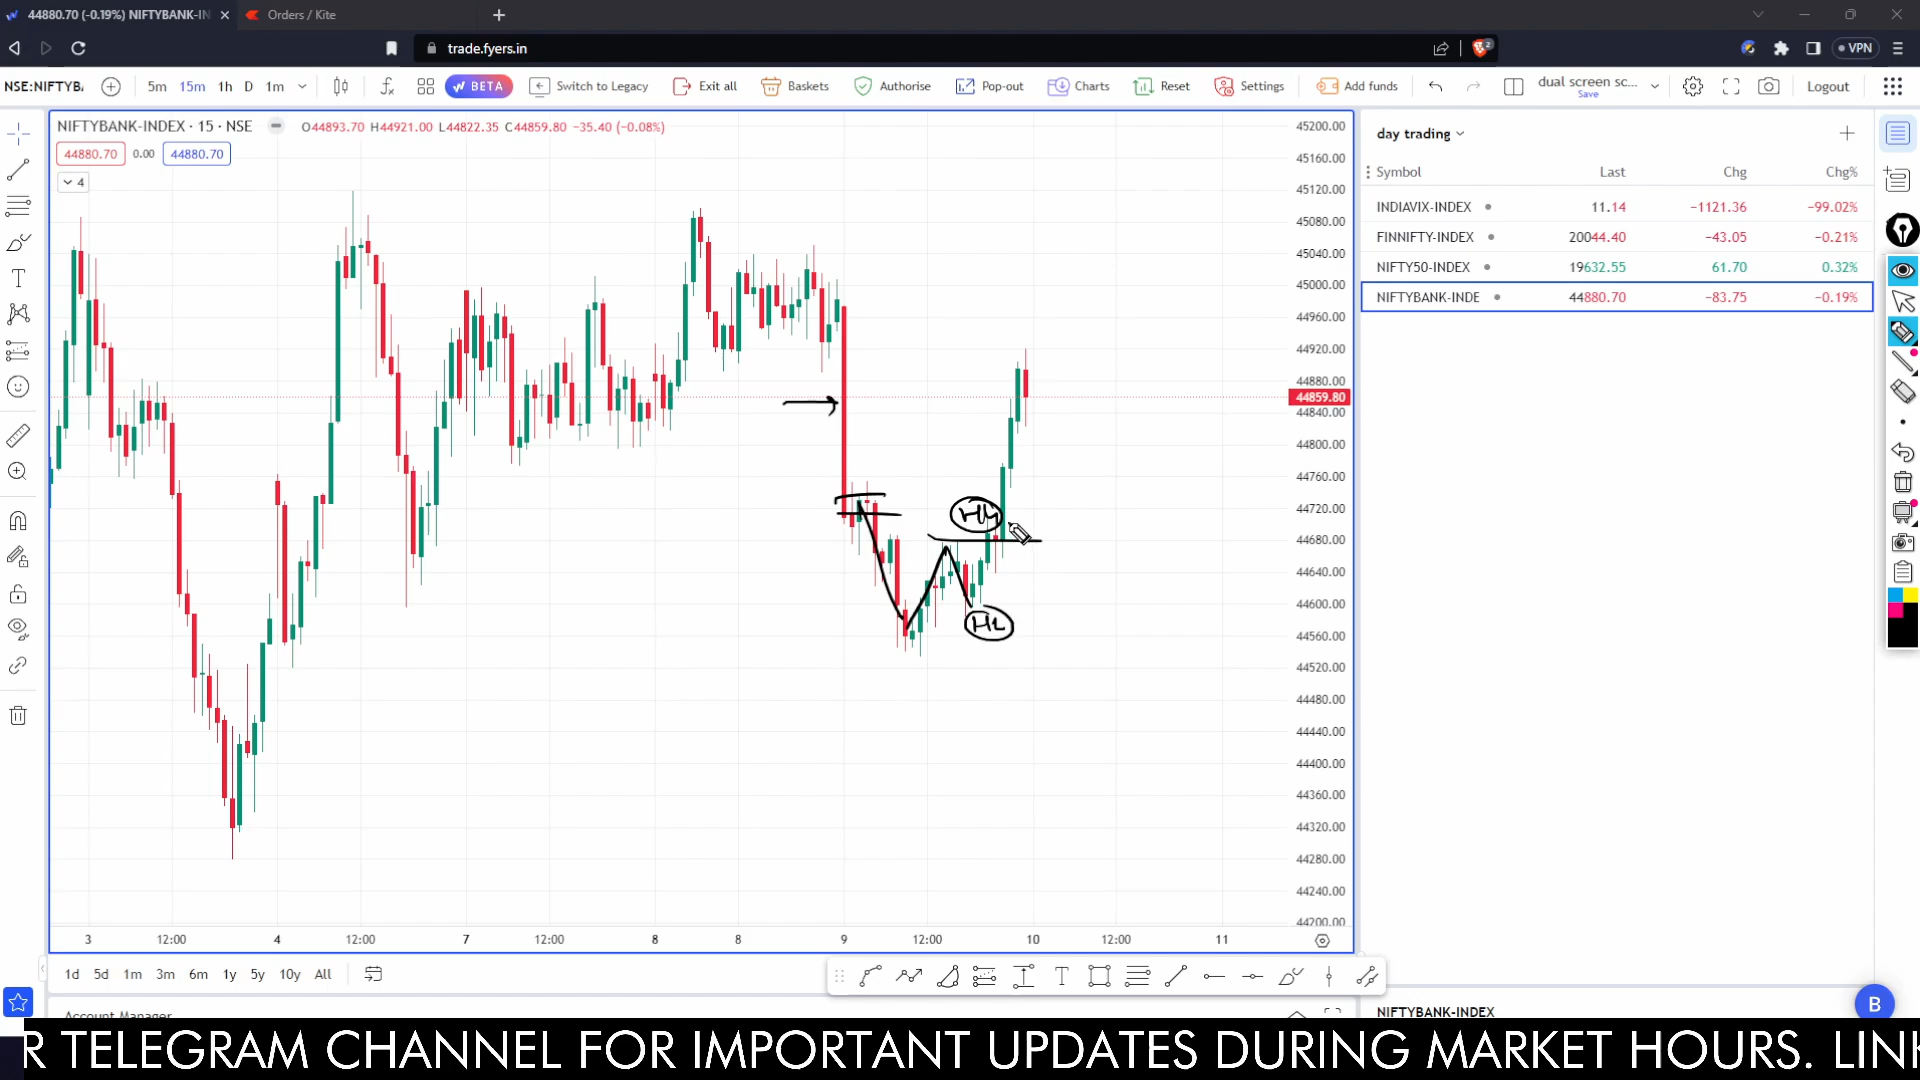 44880.70 (-0.19%) NIFTYBANK-IN
Orders / Kite
trade.fyers.in
2
VPN
NSE:NIFTYB
5m
15m
1h
D
1m
BETA
Switch to Legacy
Exit all
Baskets
Authorise
Pop-out
Charts
Reset
Settings
Add funds
dual screen sc...
Save
Logout
NIFTYBANK-INDEX · 15 · NSE
O44893.70 H44921.00 L44822.35 C44859.80 −35.40 (−0.08%)
44880.70
0.00
44880.70
4
45200.00
45160.00
45120.00
45080.00
45040.00
45000.00
44960.00
44920.00
44880.00
44859.80
44840.00
44800.00
44760.00
44720.00
44680.00
44640.00
44600.00
44560.00
44520.00
44480.00
44440.00
44400.00
44360.00
44320.00
44280.00
44240.00
44200.00
HH
HL
3
12:00
4
12:00
7
12:00
8
8
9
12:00
10
12:00
11
day trading
Symbol Last Chg Chg%
INDIAVIX-INDEX 11.14 −1121.36 −99.02%
FINNIFTY-INDEX 20044.40 −43.05 −0.21%
NIFTY50-INDEX 19632.55 61.70 0.32%
NIFTYBANK-INDE 44880.70 −83.75 −0.19%
1d
5d
1m
3m
6m
1y
5y
10y
All
Account Manager
NIFTYBANK-INDEX
B
R TELEGRAM CHANNEL FOR IMPORTANT UPDATES DURING MARKET HOURS. LINK